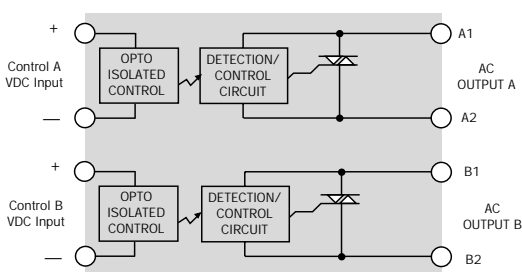 +
A1
Control A
VDC Input
OPTO
ISOLATED
CONTROL
DETECTION/
CONTROL
CIRCUIT
AC
OUTPUT A
—
A2
+
B1
Control B
VDC Input
OPTO
ISOLATED
CONTROL
DETECTION/
CONTROL
CIRCUIT
AC
OUTPUT B
—
B2